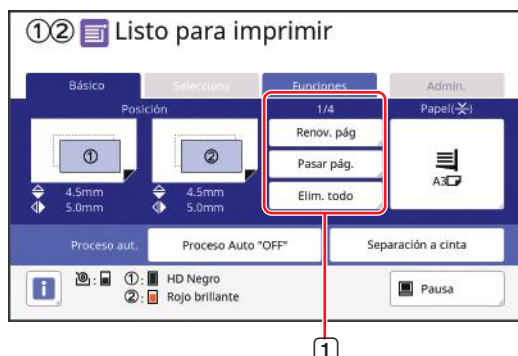 ①② Listo para imprimir
Básico Seleccions Funciones Admin.
Posición 1/4 Papel(
)
Renov. pág
① ② Pasar pág.
A3
4.5mm 4.5mm Elim. todo
5.0mm 5.0mm
Proceso aut. Proceso Auto "OFF" Separación a cinta
i : ①: HD Negro Pausa
②: Rojo brillante
1